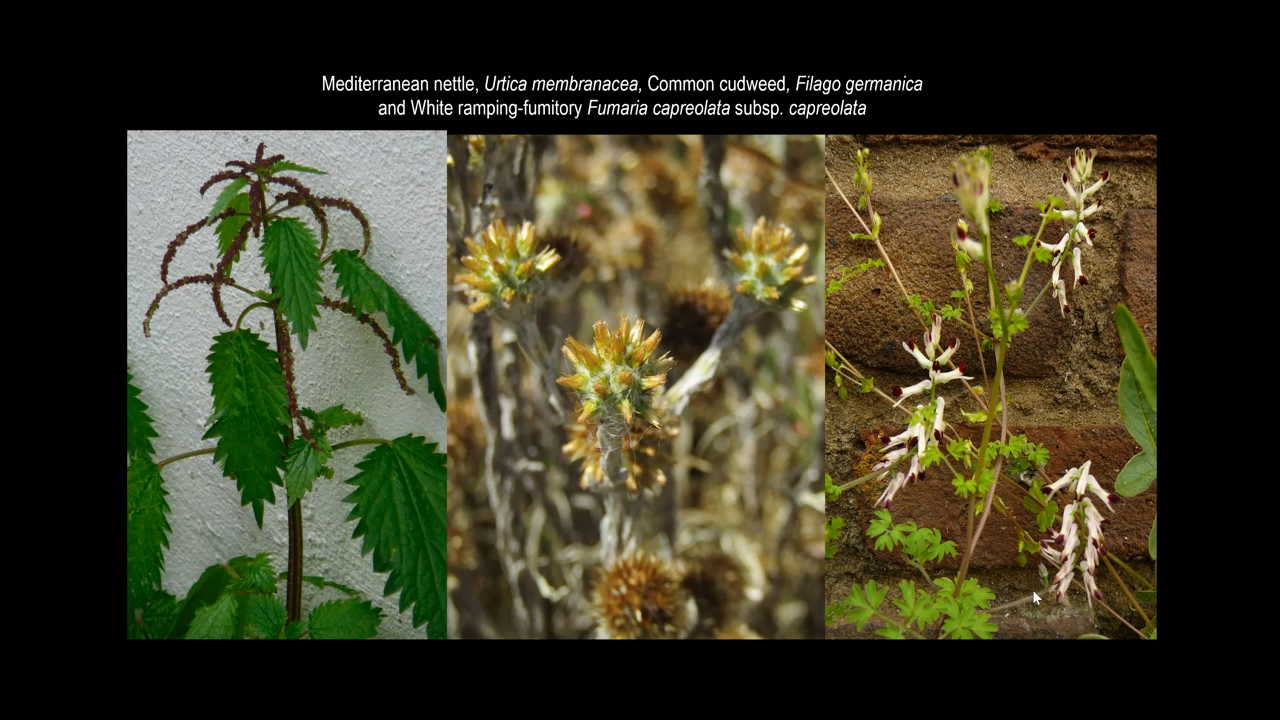 Mediterranean nettle, Urtica membranacea, Common cudweed, Filago germanica
and White ramping-fumitory Fumaria capreolata subsp. capreolata